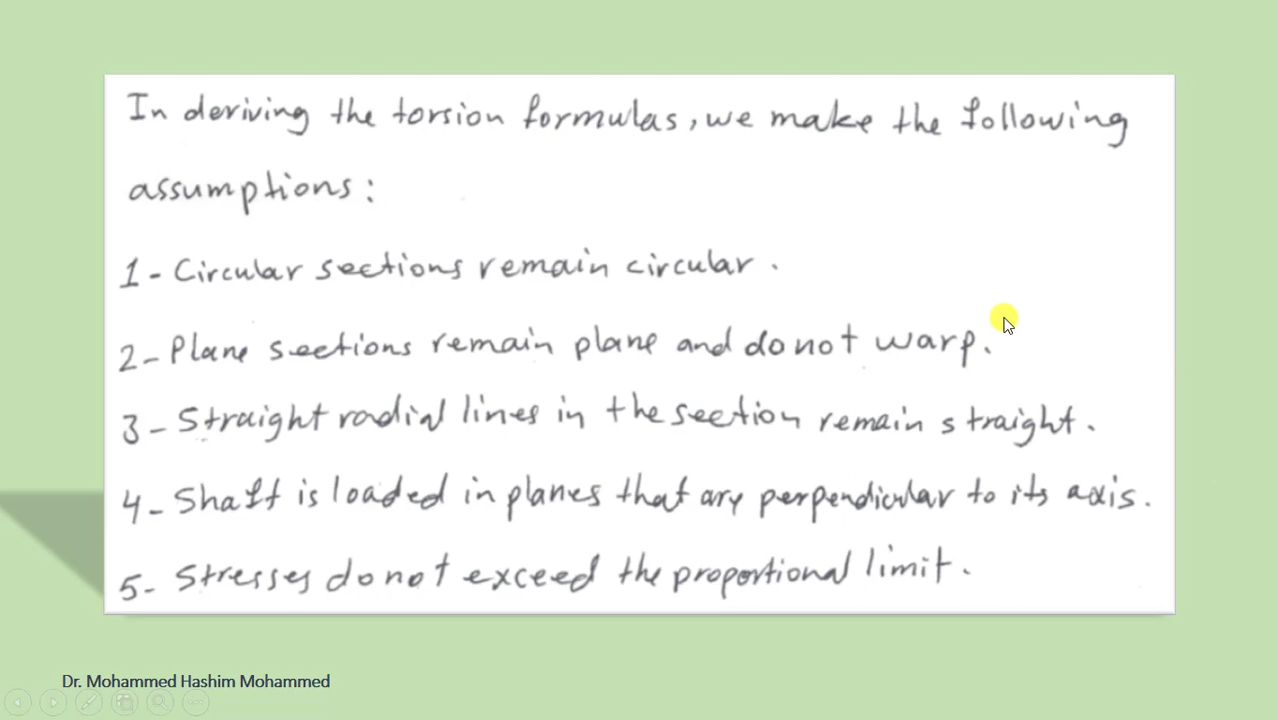 In deriving the torsion formulas, we make the following
assumptions:
1- Circular sections remain circular.
2- Plane sections remain plane and do not warp.
3- Straight radial lines in the section remain straight.
4- Shaft is loaded in planes that are perpendicular to its axis.
5- Stresses do not exceed the proportional limit.
Dr. Mohammed Hashim Mohammed